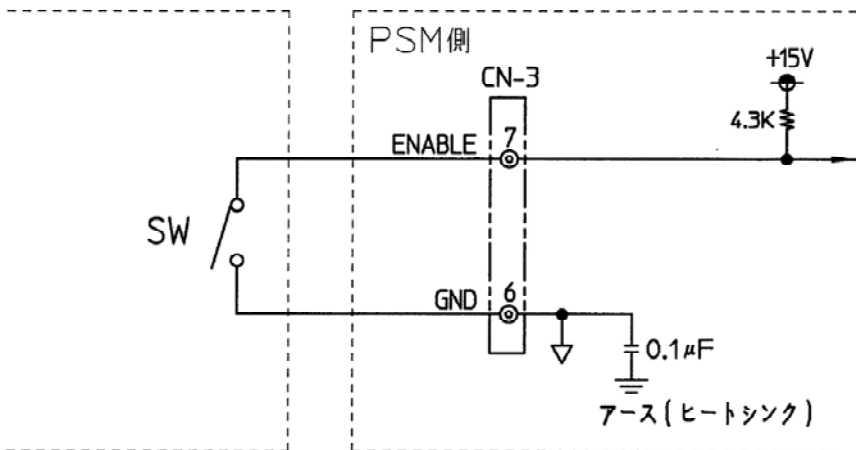 PSM側
CN-3
+15V
4.3K
ENABLE
7
SW
GND
6
0.1μF
アース(ヒートシンク)